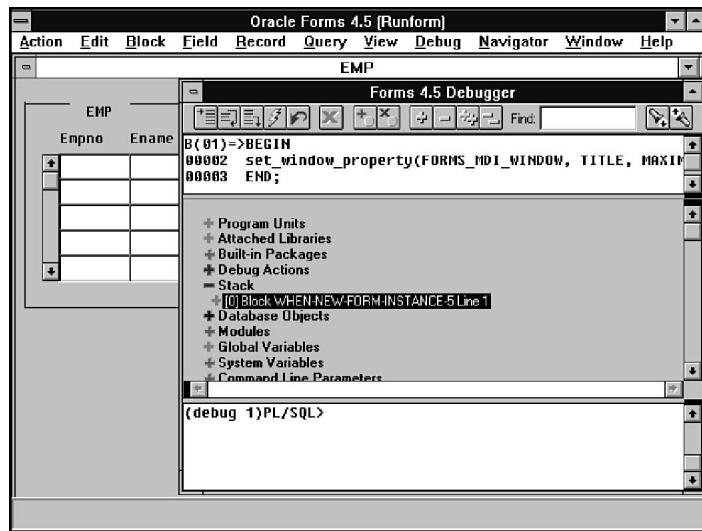 Oracle Forms 4.5 (Runform)
Action Edit Block Field Record Query View Debug Navigator Window Help
EMP
Forms 4.5 Debugger
EMP
Empno Ename
Find:
B(01)=>BEGIN
00002 set_window_property(FORMS_MDI_WINDOW, TITLE, MAXIM
00003 END;
Program Units
Attached Libraries
Built-in Packages
Debug Actions
Stack
[0] Block WHEN-NEW-FORM-INSTANCE-5 Line 1
Database Objects
Modules
Global Variables
System Variables
Command Line Parameters
(debug 1)PL/SQL>